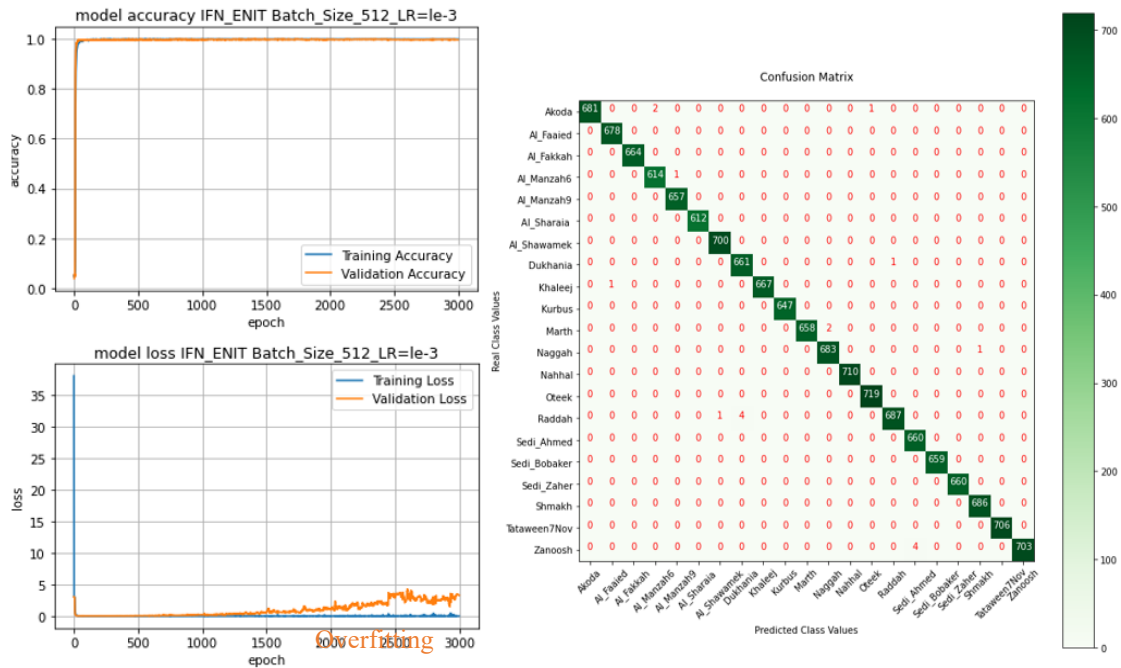 model accuracy IFN_ENIT Batch_Size_512_LR=le-3
1.0
0.8
0.6
0.4
0.2
0.0
accuracy
Training Accuracy
Validation Accuracy
0 500 1000 1500 2000 2500 3000
epoch
model loss IFN_ENIT Batch_Size_512_LR=le-3
35
30
25
20
15
10
5
0
loss
Training Loss
Validation Loss
0 500 1000 1500 2000 2500 3000
Overfitting
epoch
Confusion Matrix
Real Class Values
Akoda 681 0 0 2 0 0 0 0 0 0 0 0 0 1 0 0 0 0 0 0 0
Al_Faaied 0 678 0 0 0 0 0 0 0 0 0 0 0 0 0 0 0 0 0 0 0
Al_Fakkah 0 0 664 0 0 0 0 0 0 0 0 0 0 0 0 0 0 0 0 0 0
Al_Manzah6 0 0 0 614 1 0 0 0 0 0 0 0 0 0 0 0 0 0 0 0 0
Al_Manzah9 0 0 0 0 657 0 0 0 0 0 0 0 0 0 0 0 0 0 0 0 0
Al_Sharaia 0 0 0 0 0 612 0 0 0 0 0 0 0 0 0 0 0 0 0 0 0
Al_Shawamek 0 0 0 0 0 0 700 0 0 0 0 0 0 0 0 0 0 0 0 0 0
Dukhania 0 0 0 0 0 0 0 661 0 0 0 0 0 0 1 0 0 0 0 0 0
Khaleej 0 1 0 0 0 0 0 0 667 0 0 0 0 0 0 0 0 0 0 0 0
Kurbus 0 0 0 0 0 0 0 0 0 647 0 0 0 0 0 0 0 0 0 0 0
Marth 0 0 0 0 0 0 0 0 0 0 658 2 0 0 0 0 0 0 0 0 0
Naggah 0 0 0 0 0 0 0 0 0 0 0 683 0 0 0 0 0 0 1 0 0
Nahhal 0 0 0 0 0 0 0 0 0 0 0 0 710 0 0 0 0 0 0 0 0
Oteek 0 0 0 0 0 0 0 0 0 0 0 0 0 719 0 0 0 0 0 0 0
Raddah 0 0 0 0 0 0 1 4 0 0 0 0 0 0 687 0 0 0 0 0 0
Sedi_Ahmed 0 0 0 0 0 0 0 0 0 0 0 0 0 0 0 660 0 0 0 0 0
Sedi_Bobaker 0 0 0 0 0 0 0 0 0 0 0 0 0 0 0 0 659 0 0 0 0
Sedi_Zaher 0 0 0 0 0 0 0 0 0 0 0 0 0 0 0 0 0 660 0 0 0
Shmakh 0 0 0 0 0 0 0 0 0 0 0 0 0 0 0 0 0 0 686 0 0
Tataween7Nov 0 0 0 0 0 0 0 0 0 0 0 0 0 0 0 0 0 0 0 706 0
Zanoosh 0 0 0 0 0 0 0 0 0 0 0 0 0 0 0 4 0 0 0 0 703
Akoda Al_Faaied Al_Fakkah Al_Manzah6 Al_Manzah9 Al_Sharaia Al_Shawamek Dukhania Khaleej Kurbus Marth Naggah Nahhal Oteek Raddah Sedi_Ahmed Sedi_Bobaker Sedi_Zaher Shmakh Tataween7Nov Zanoosh
Predicted Class Values
700
600
500
400
300
200
100
0